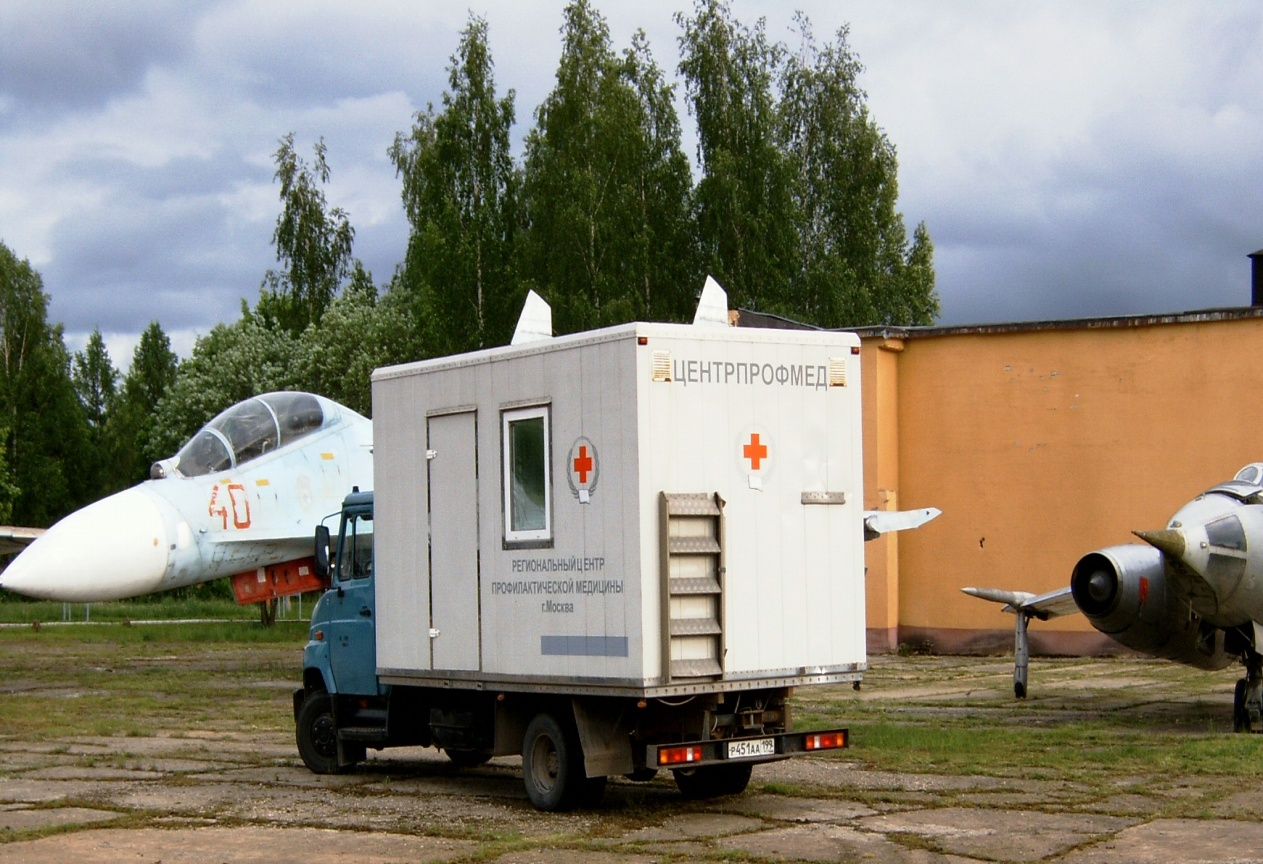 ЦЕНТРПРОФМЕД
РЕГИОНАЛЬНЫЙ ЦЕНТР
ПРОФИЛАКТИЧЕСКОЙ МЕДИЦИНЫ
г.Москва
40
Р451АА 199